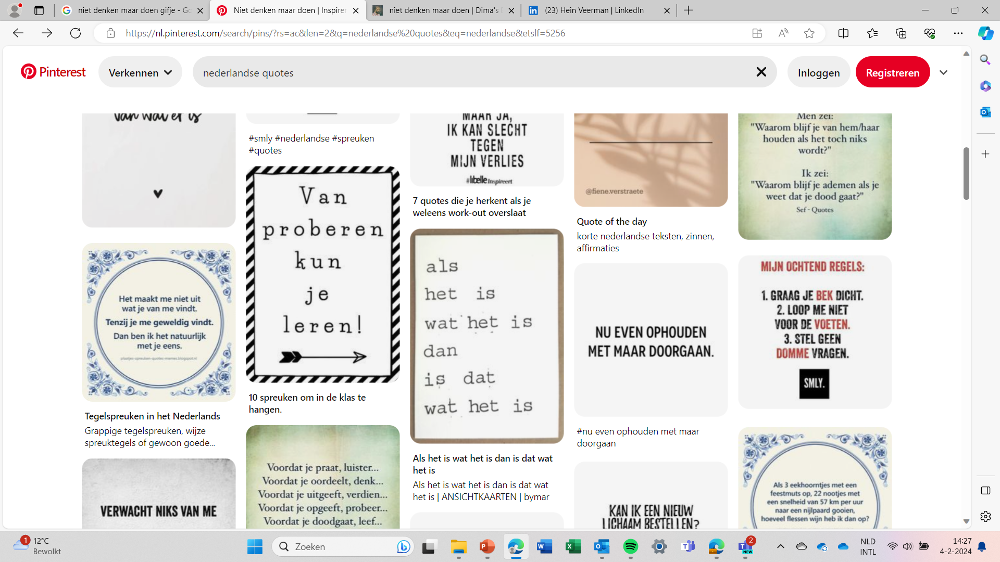 niet denken maar doen gifje - Go
Niet denken maar doen | Inspirer
niet denken maar doen | Dima's
(23) Hein Veerman | LinkedIn
https://nl.pinterest.com/search/pins/?rs=ac&len=2&q=nederlandse%20quotes&eq=nederlandse&etslf=5256
Pinterest
Verkennen
nederlandse quotes
Inloggen
Registreren
van wat er is
Het maakt me niet uit
wat je van me vindt.
Tenzij je me geweldig vindt.
Dan ben ik het natuurlijk
met je eens.
plaatjes-spreuken-quotes-memes.blogspot.nl
Tegelspreuken in het Nederlands
Grappige tegelspreuken, wijze
spreuktegels of gewoon goede...
VERWACHT NIKS VAN ME
#smly #nederlandse #spreuken
#quotes
Van
proberen
kun
je
leren!
10 spreuken om in de klas te
hangen.
Voordat je praat, luister...
Voordat je oordeelt, denk...
Voordat je uitgeeft, verdien...
Voordat je opgeeft, probeer...
Voordat je doodgaat, leef...
MAAR JA,
IK KAN SLECHT
TEGEN
MIJN VERLIES
#libelle Inspireert
7 quotes die je herkent als je
weleens work-out overslaat
als
het is
wat het is
dan
is dat
wat het is
Als het is wat het is dan is dat wat
het is
Als het is wat het is dan is dat wat
het is | ANSICHTKAARTEN | bymar
@fiene.verstraete
Quote of the day
korte nederlandse teksten, zinnen,
affirmaties
NU EVEN OPHOUDEN
MET MAAR DOORGAAN.
#nu even ophouden met maar
doorgaan
KAN IK EEN NIEUW
LICHAAM BESTELLEN?
Men zei:
"Waarom blijf je van hem/haar
houden als het toch niks
wordt?"
Ik zei:
"Waarom blijf je ademen als je
weet dat je dood gaat?"
Sef - Quotes
MIJN OCHTEND REGELS:
1. GRAAG JE BEK DICHT.
2. LOOP ME NIET
VOOR DE VOETEN.
3. STEL GEEN
DOMME VRAGEN.
SMLY.
Als 3 eekhoorntjes met een
feestmuts op, 22 nootjes met
een snelheid van 57 km per uur
naar een nijlpaard gooien,
hoeveel flessen wijn heb ik dan op?
1
12°C
Bewolkt
Zoeken
2
NEW
NLD
INTL
14:27
4-2-2024